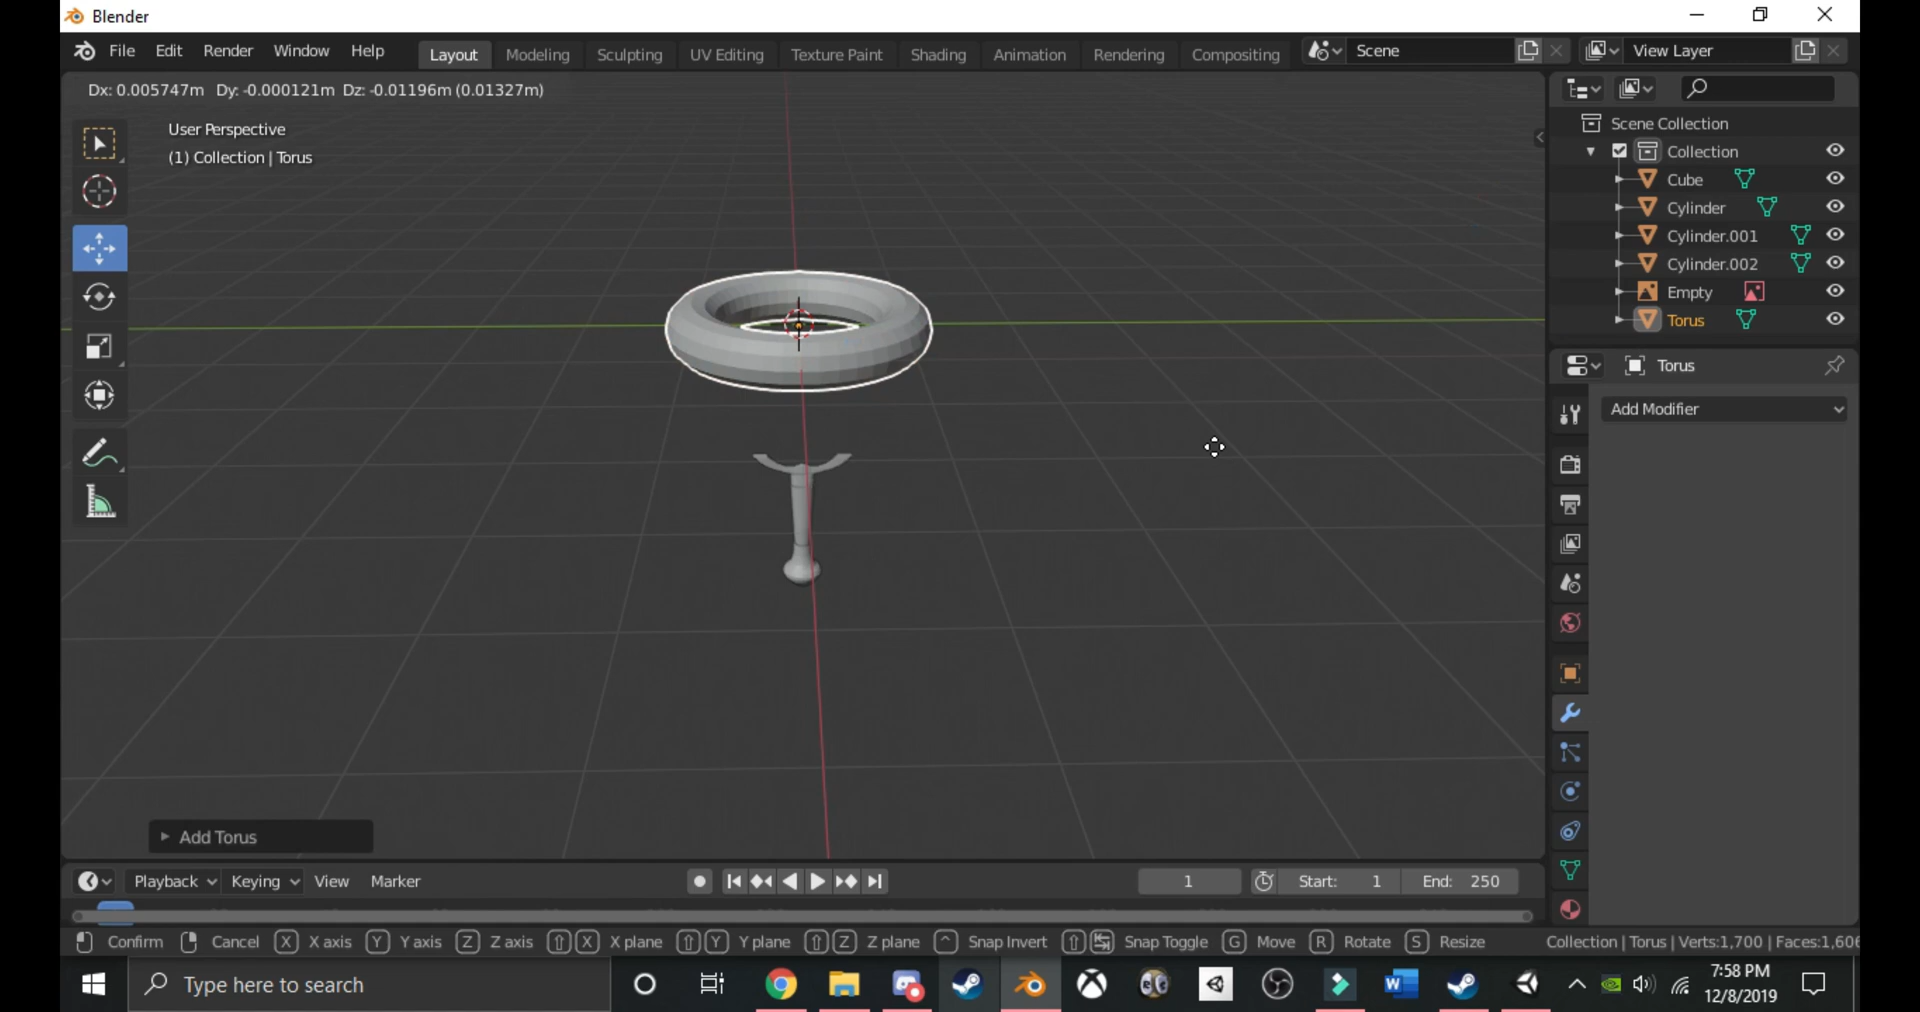 Blender
File Edit Render Window Help Layout Modeling Sculpting UV Editing Texture Paint Shading Animation Rendering Compositing Scene View Layer
Dx: 0.005747m Dy: -0.000121m Dz: -0.01196m (0.01327m)
User Perspective
(1) Collection | Torus
Scene Collection
Collection
Cube
Cylinder
Cylinder.001
Cylinder.002
Empty
Torus
Torus
Add Modifier
Add Torus
Playback Keying View Marker 1 Start: 1 End: 250
Confirm Cancel X X axis Y Y axis Z Z axis X X plane Y Y plane Z Z plane Snap Invert Snap Toggle G Move R Rotate S Resize Collection | Torus | Verts:1,700 | Faces:1,606
Type here to search
7:58 PM
12/8/2019